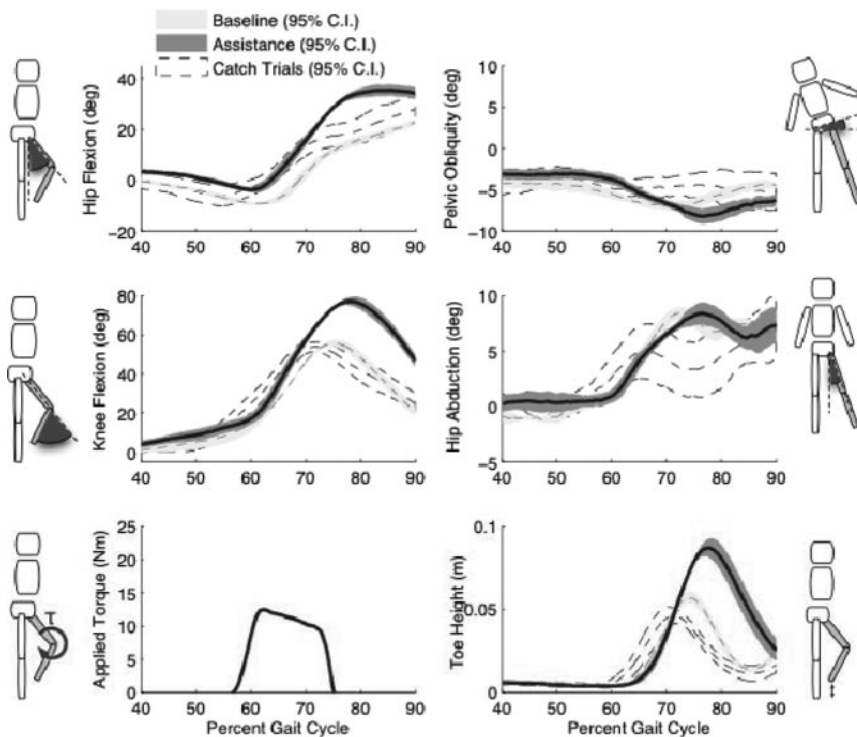 Baseline (95% C.I.)
Assistance (95% C.I.)
Catch Trials (95% C.I.)
Hip Flexion (deg)
40
20
0
−20
40 50 60 70 80 90
Pelvic Obliquity (deg)
10
5
0
−5
−10
40 50 60 70 80 90
Knee Flexion (deg)
80
60
40
20
0
40 50 60 70 80 90
Hip Abduction (deg)
10
5
0
−5
40 50 60 70 80 90
τ
Applied Torque (Nm)
25
20
15
10
5
0
40 50 60 70 80 90
Percent Gait Cycle
Toe Height (m)
0.1
0.05
0
40 50 60 70 80 90
Percent Gait Cycle